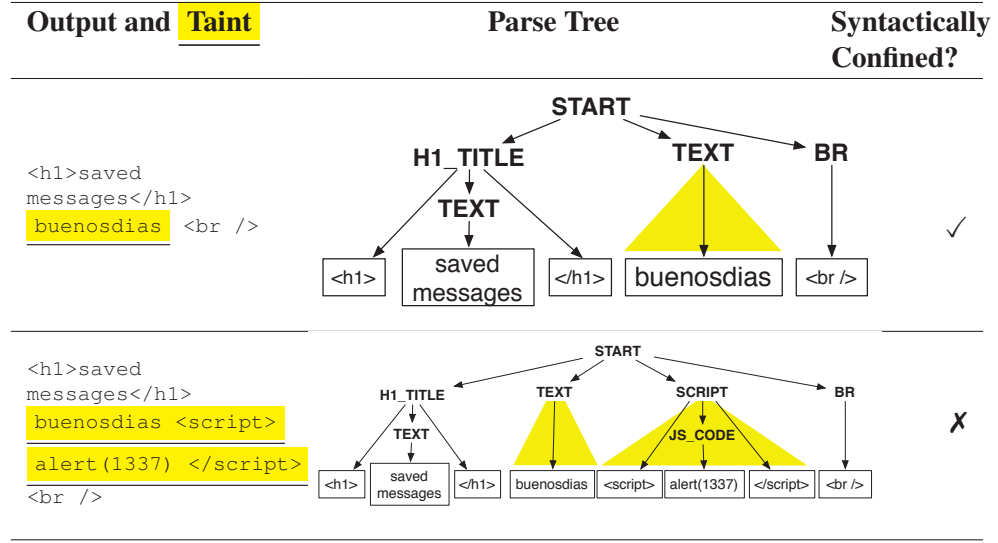 Output and Taint Parse Tree Syntactically
Confined?
START
H1_TITLE TEXT BR
<h1>saved
messages</h1>
buenosdias <br />
TEXT
✓
<h1> saved </h1> buenosdias <br />
messages
START
<h1>saved
messages</h1>
buenosdias <script>
alert(1337) </script>
<br />
H1_TITLE TEXT SCRIPT BR
TEXT JS_CODE
✗
<h1> saved </h1> buenosdias <script> alert(1337) </script> <br />
messages